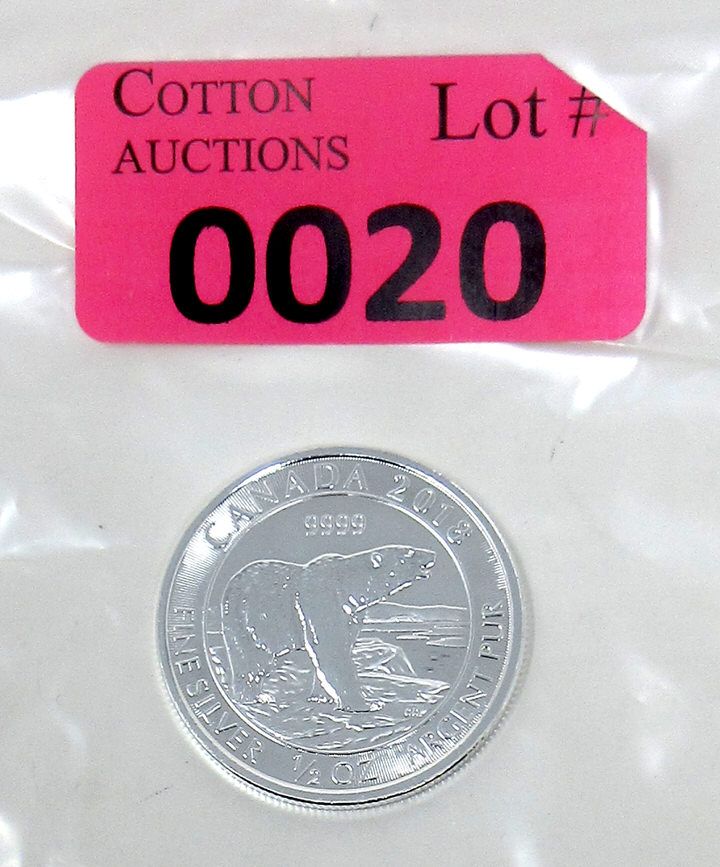 COTTON
AUCTIONS
Lot #
0020
CANADA 2018
9999
FINE SILVER 1/2 OZ ARGENT PUR